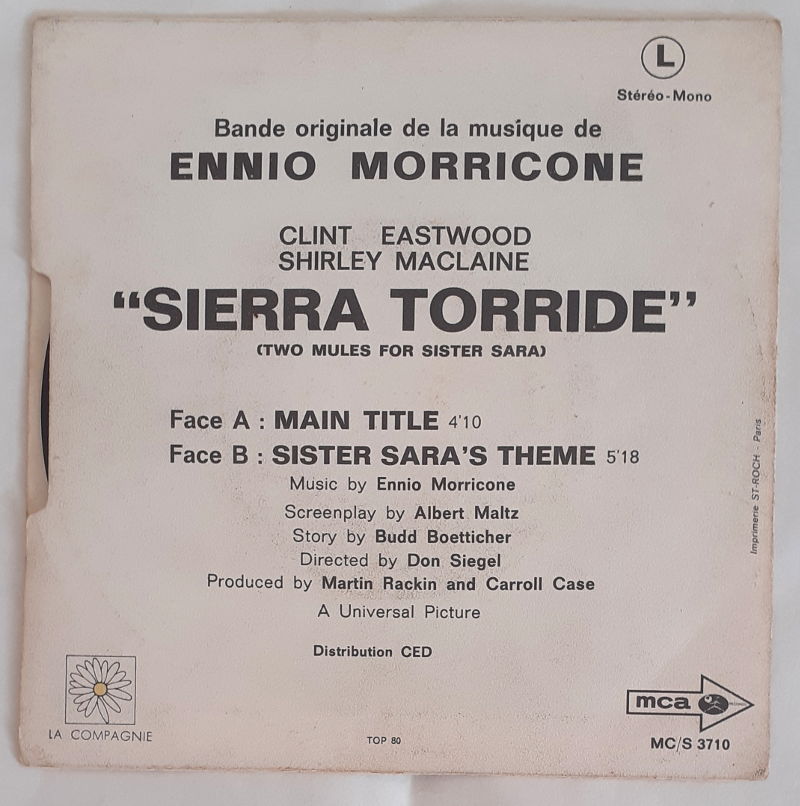 L
Stéréo-Mono
Bande originale de la musique de
ENNIO MORRICONE
CLINT EASTWOOD
SHIRLEY MACLAINE
“SIERRA TORRIDE”
(TWO MULES FOR SISTER SARA)
Face A : MAIN TITLE 4'10
Face B : SISTER SARA'S THEME 5'18
Music by Ennio Morricone
Screenplay by Albert Maltz
Story by Budd Boetticher
Directed by Don Siegel
Produced by Martin Rackin and Carroll Case
A Universal Picture
Distribution CED
Imprimerie ST-ROCH - Paris
LA COMPAGNIE
TOP 80
mca
MC/S 3710